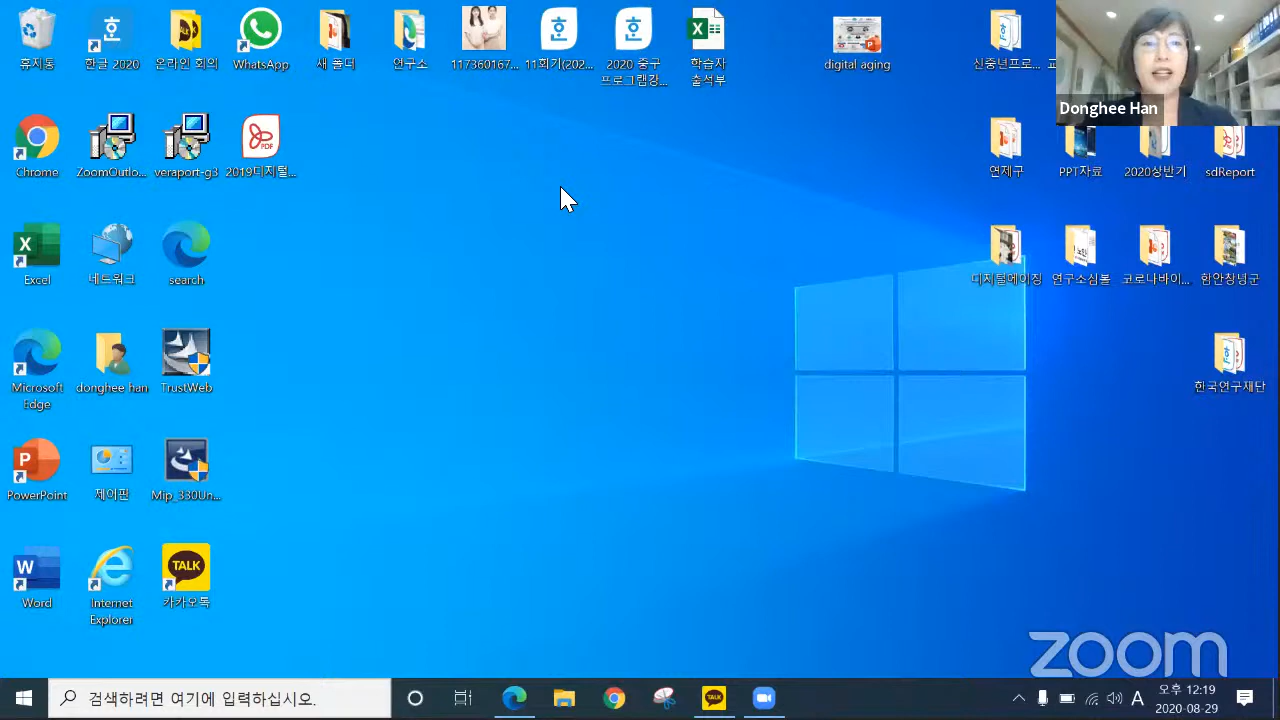 휴지통
한글 2020
온라인 회의
WhatsApp
새 폴더
연구소
117360167...
11회기(202...
2020 중구
프로그램강...
학습자
출석부
digital aging
신중년프로...
Donghee Han
Chrome
ZoomOutlo...
veraport-g3
2019디지털...
PDF
연제구
PPT자료
2020상반기
sdReport
Excel
네트워크
search
디지털에이징
연구소심볼
코로나바이...
함안창녕군
Microsoft
Edge
donghee han
TrustWeb
한국연구재단
PowerPoint
제어판
Mip_330Un...
Word
Internet
Explorer
TALK
카카오톡
zoom
검색하려면 여기에 입력하십시오.
TALK
A
오후 12:19
2020-08-29